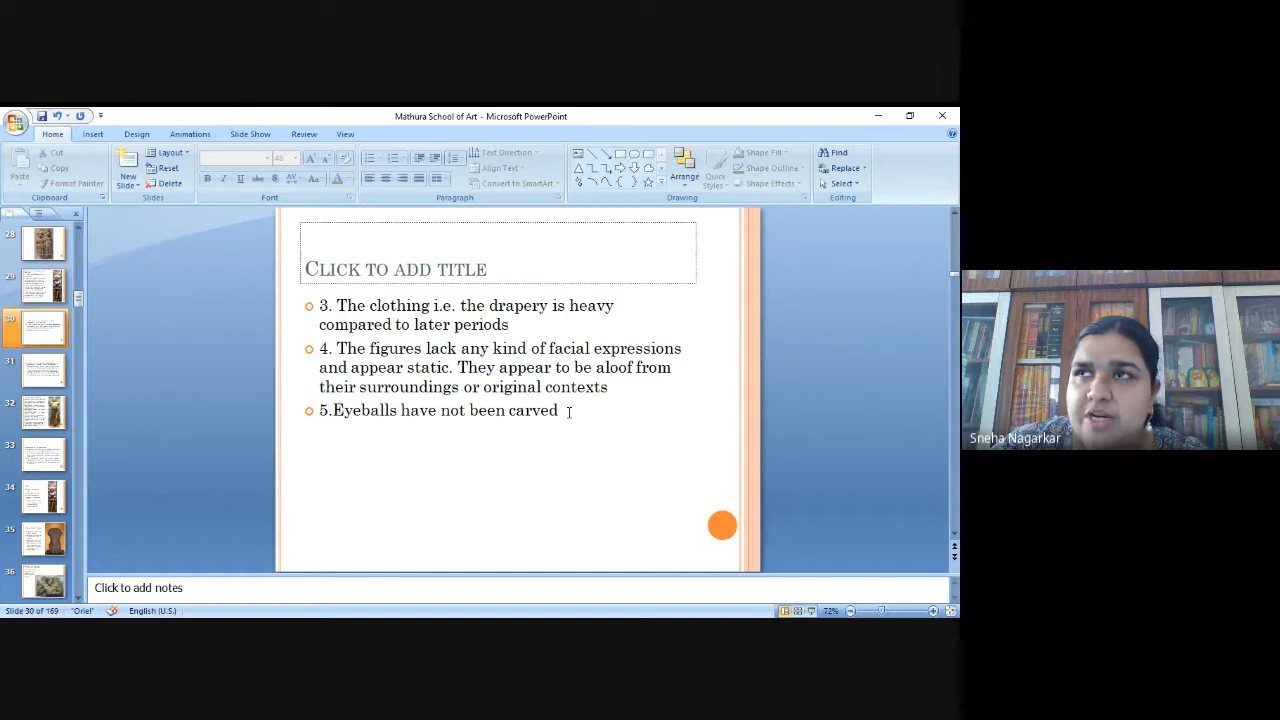 Mathura School of Art - Microsoft PowerPoint
Home Insert Design Animations Slide Show Review View
Paste
Cut
Copy
Format Painter
Clipboard
New
Slide
Layout
Reset
Delete
Slides
48
B I U abc S AV Aa A
Font
Text Direction
Align Text
Convert to SmartArt
Paragraph
Arrange
Quick
Styles
Shape Fill
Shape Outline
Shape Effects
Drawing
Find
Replace
Select
Editing
28
29
30
31
32
33
34
35
36
CLICK TO ADD TITLE
3. The clothing i.e. the drapery is heavy
compared to later periods
4. The figures lack any kind of facial expressions
and appear static. They appear to be aloof from
their surroundings or original contexts
5.Eyeballs have not been carved
Click to add notes
Slide 30 of 169 "Oriel" English (U.S.) 72%
Sneha Nagarkar